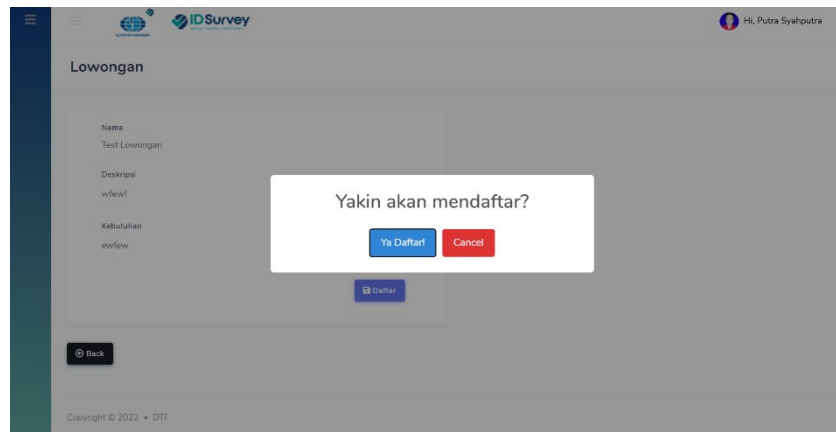 IDSurvey
Hi, Putra Syahputra
Lowongan
Nama
Test Lowongan
Deskripsi
wfewf
Kebutuhan
ewfew
Yakin akan mendaftar?
Ya Daftar!
Cancel
Daftar
Back
Copyright © 2022 • DTI